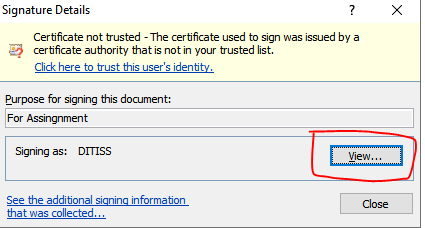 Signature Details
? ×
Certificate not trusted - The certificate used to sign was issued by a
certificate authority that is not in your trusted list.
Click here to trust this user's identity.
Purpose for signing this document:
For Assingnment
Signing as: DITISS
View...
See the additional signing information
that was collected...
Close